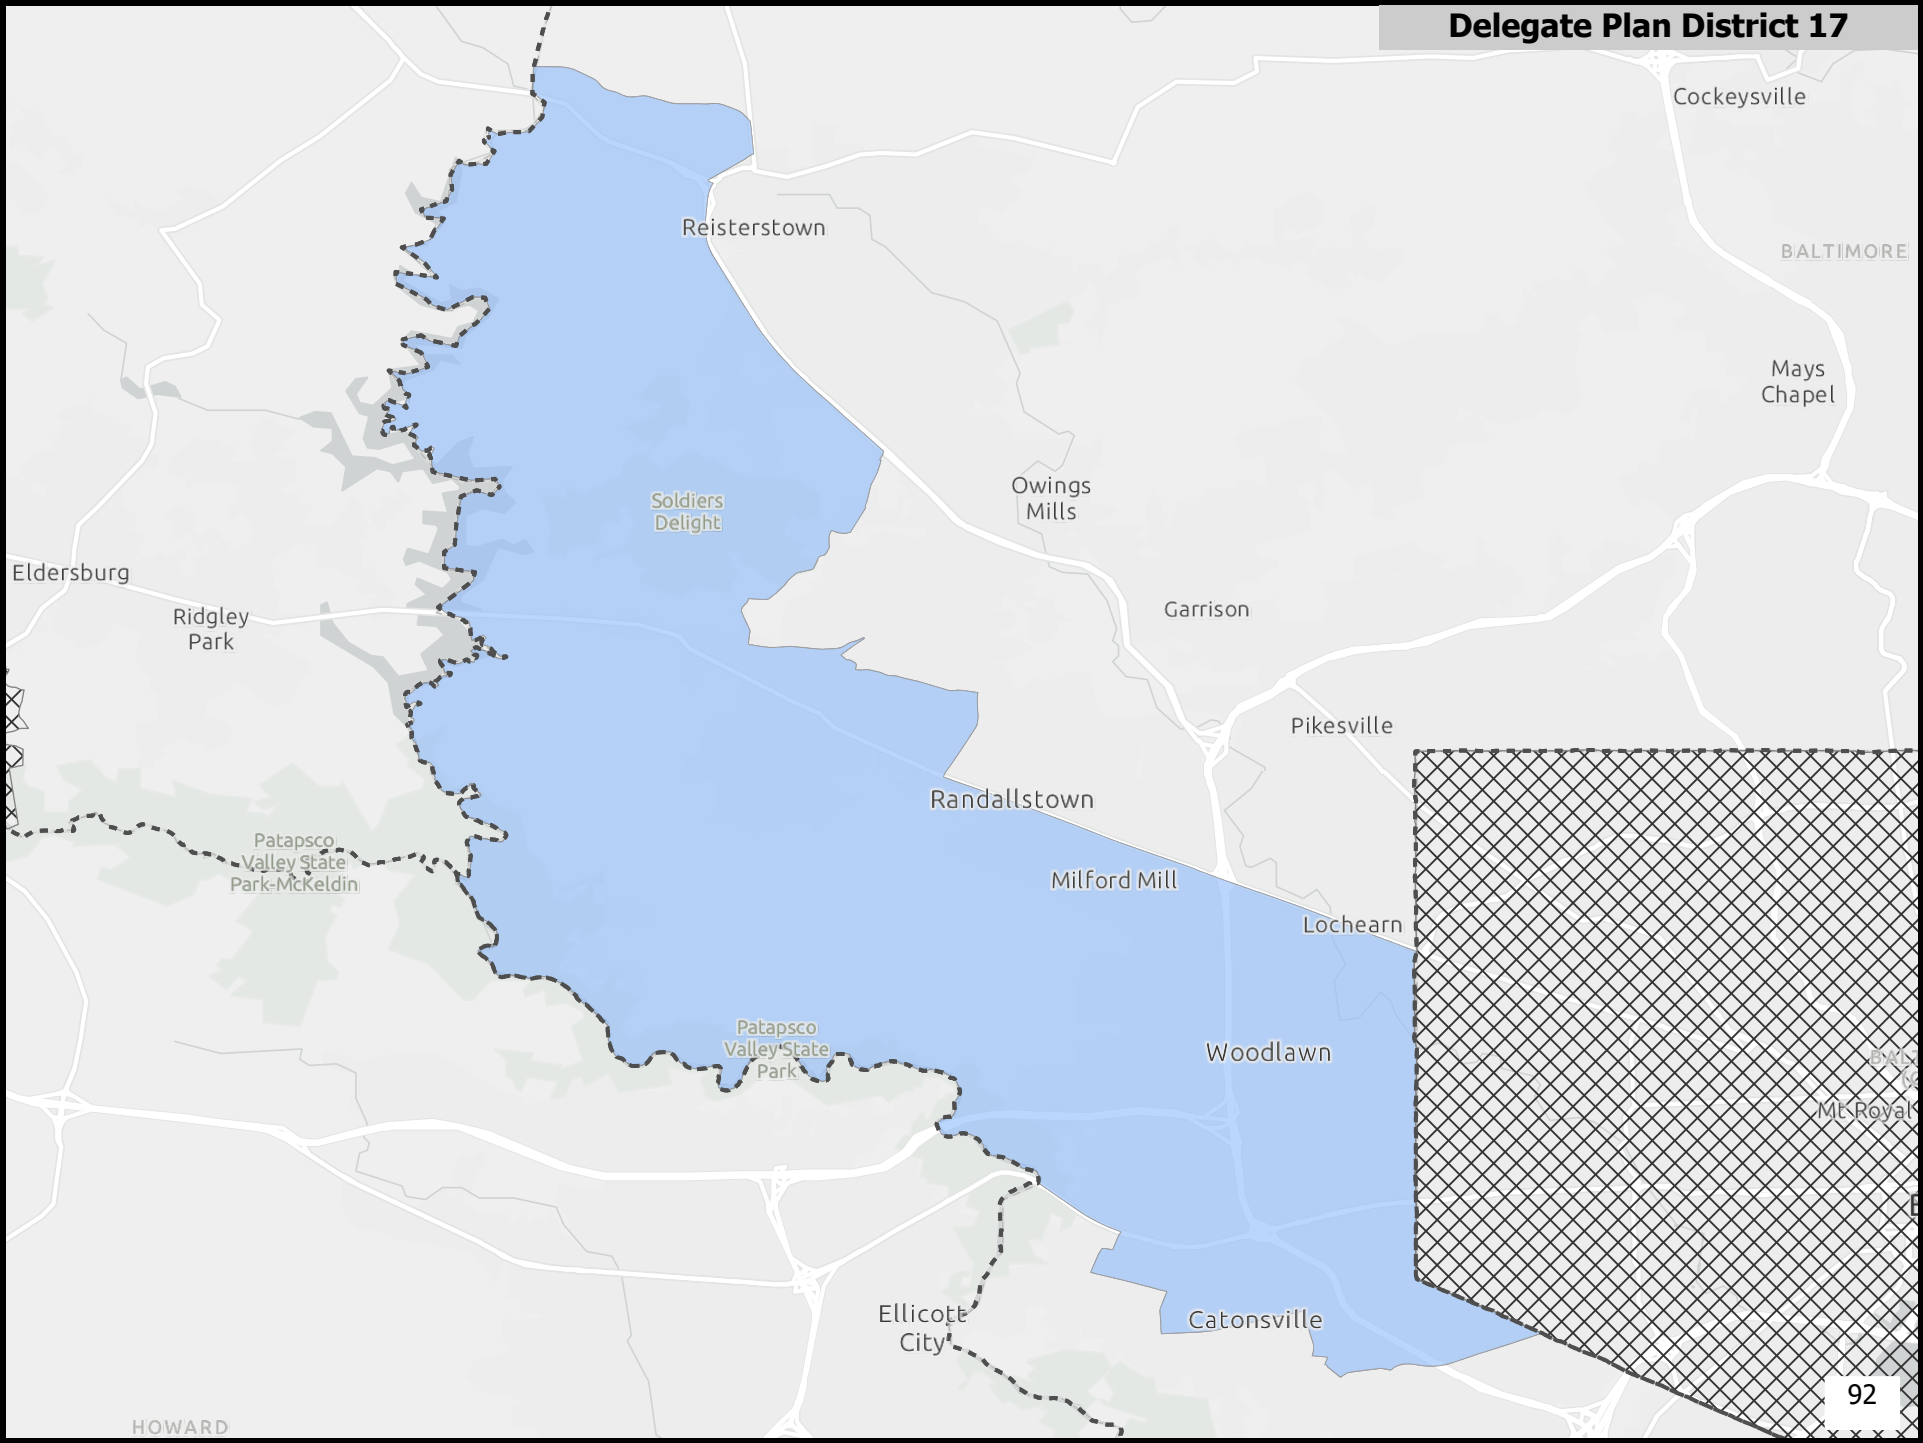 Delegate Plan District 17
Cockeysville
Reisterstown
BALTIMORE
Mays
Chapel
Owings
Mills
Soldiers
Delight
Eldersburg
Ridgley
Park
Garrison
Pikesville
Randallstown
Patapsco
Valley State
Park-McKeldin
Milford Mill
Lochearn
Patapsco
Valley State
Park
Woodlawn
Mt Royal
Ellicott
City
Catonsville
92
HOWARD